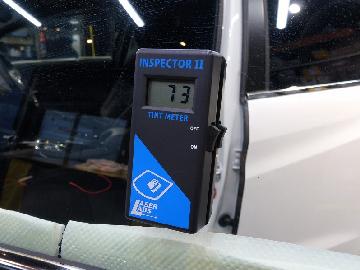 INSPECTOR II
73
TINT METER
OFF
ON
LASER
LABS